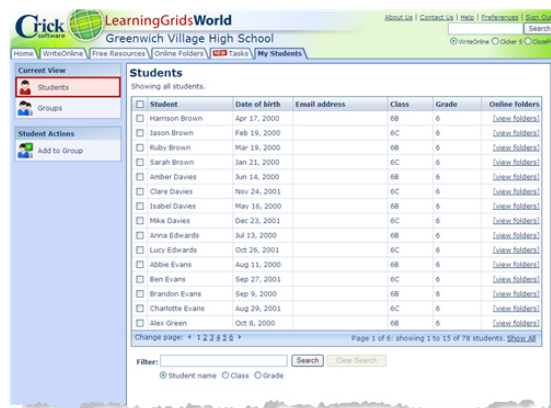 Crick software
LearningGridsWorld
Greenwich Village High School
About Us | Contact Us | Help | Preferences | Sign Out
Search
WriteOnline Clicker 5 Close
Home WriteOnline Free Resources Online Folders NEW Tasks My Students
Current View
Students
Groups
Student Actions
Add to Group
Students
Showing all students.
Student Date of birth Email address Class Grade Online folders
Harrison Brown Apr 17, 2000 6B 6 [view folders]
Jason Brown Feb 19, 2000 6C 6 [view folders]
Ruby Brown Mar 19, 2000 6B 6 [view folders]
Sarah Brown Jan 21, 2000 6C 6 [view folders]
Amber Davies Jun 14, 2000 6B 6 [view folders]
Clare Davies Nov 24, 2001 6C 6 [view folders]
Isabel Davies May 16, 2000 6B 6 [view folders]
Mike Davies Dec 23, 2001 6C 6 [view folders]
Anna Edwards Jul 13, 2000 6B 6 [view folders]
Lucy Edwards Oct 26, 2001 6C 6 [view folders]
Abbie Evans Aug 11, 2000 6B 6 [view folders]
Ben Evans Sep 27, 2001 6C 6 [view folders]
Brandon Evans Sep 9, 2000 6B 6 [view folders]
Charlotte Evans Aug 29, 2001 6C 6 [view folders]
Alex Green Oct 8, 2000 6B 6 [view folders]
Change page: 1 2 3 4 5 6 Page 1 of 6: showing 1 to 15 of 78 students. Show All
Filter: Search Clear Search
Student name Class Grade